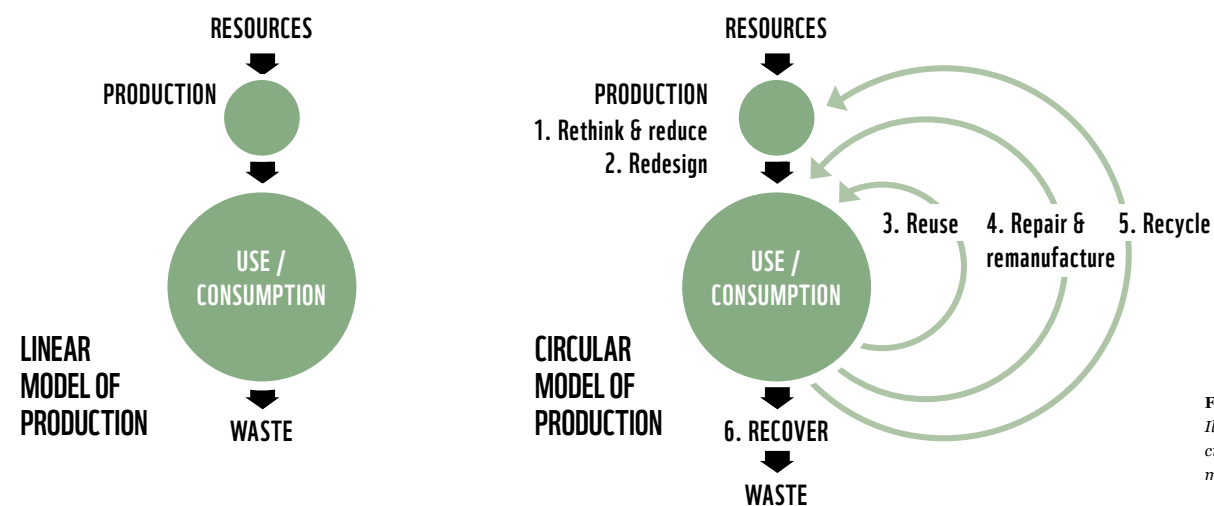 RESOURCES
PRODUCTION
USE /
CONSUMPTION
LINEAR
MODEL OF
PRODUCTION
WASTE
RESOURCES
PRODUCTION
1. Rethink & reduce
2. Redesign
3. Reuse
4. Repair &
remanufacture
5. Recycle
USE /
CONSUMPTION
CIRCULAR
MODEL OF
PRODUCTION
6. RECOVER
WASTE